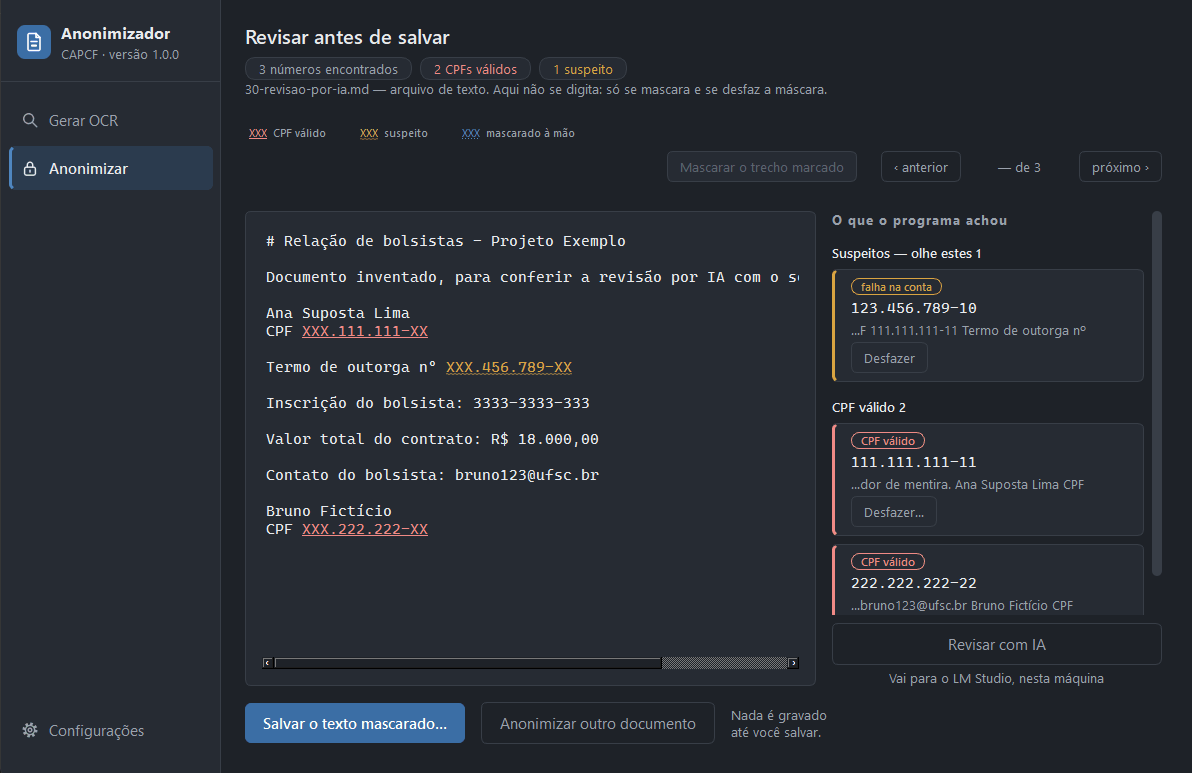 Anonimizador
CAPCF · versão 1.0.0
Gerar OCR
Anonimizar
Configurações
Revisar antes de salvar
3 números encontrados
2 CPFs válidos
1 suspeito
30-revisao-por-ia.md — arquivo de texto. Aqui não se digita: só se mascara e se desfaz a máscara.
XXX CPF válido
XXX suspeito
XXX mascarado à mão
Mascarar o trecho marcado
‹ anterior
— de 3
próximo ›
# Relação de bolsistas — Projeto Exemplo
Documento inventado, para conferir a revisão por IA com o s
Ana Suposta Lima
CPF XXX.111.111-XX
Termo de outorga nº XXX.456.789-XX
Inscrição do bolsista: 3333-3333-333
Valor total do contrato: R$ 18.000,00
Contato do bolsista: bruno123@ufsc.br
Bruno Fictício
CPF XXX.222.222-XX
O que o programa achou
Suspeitos — olhe estes 1
falha na conta
123.456.789-10
...F 111.111.111-11 Termo de outorga nº
Desfazer
CPF válido 2
CPF válido
111.111.111-11
...dor de mentira. Ana Suposta Lima CPF
Desfazer...
CPF válido
222.222.222-22
...bruno123@ufsc.br Bruno Fictício CPF
Revisar com IA
Vai para o LM Studio, nesta máquina
Salvar o texto mascarado...
Anonimizar outro documento
Nada é gravado
até você salvar.